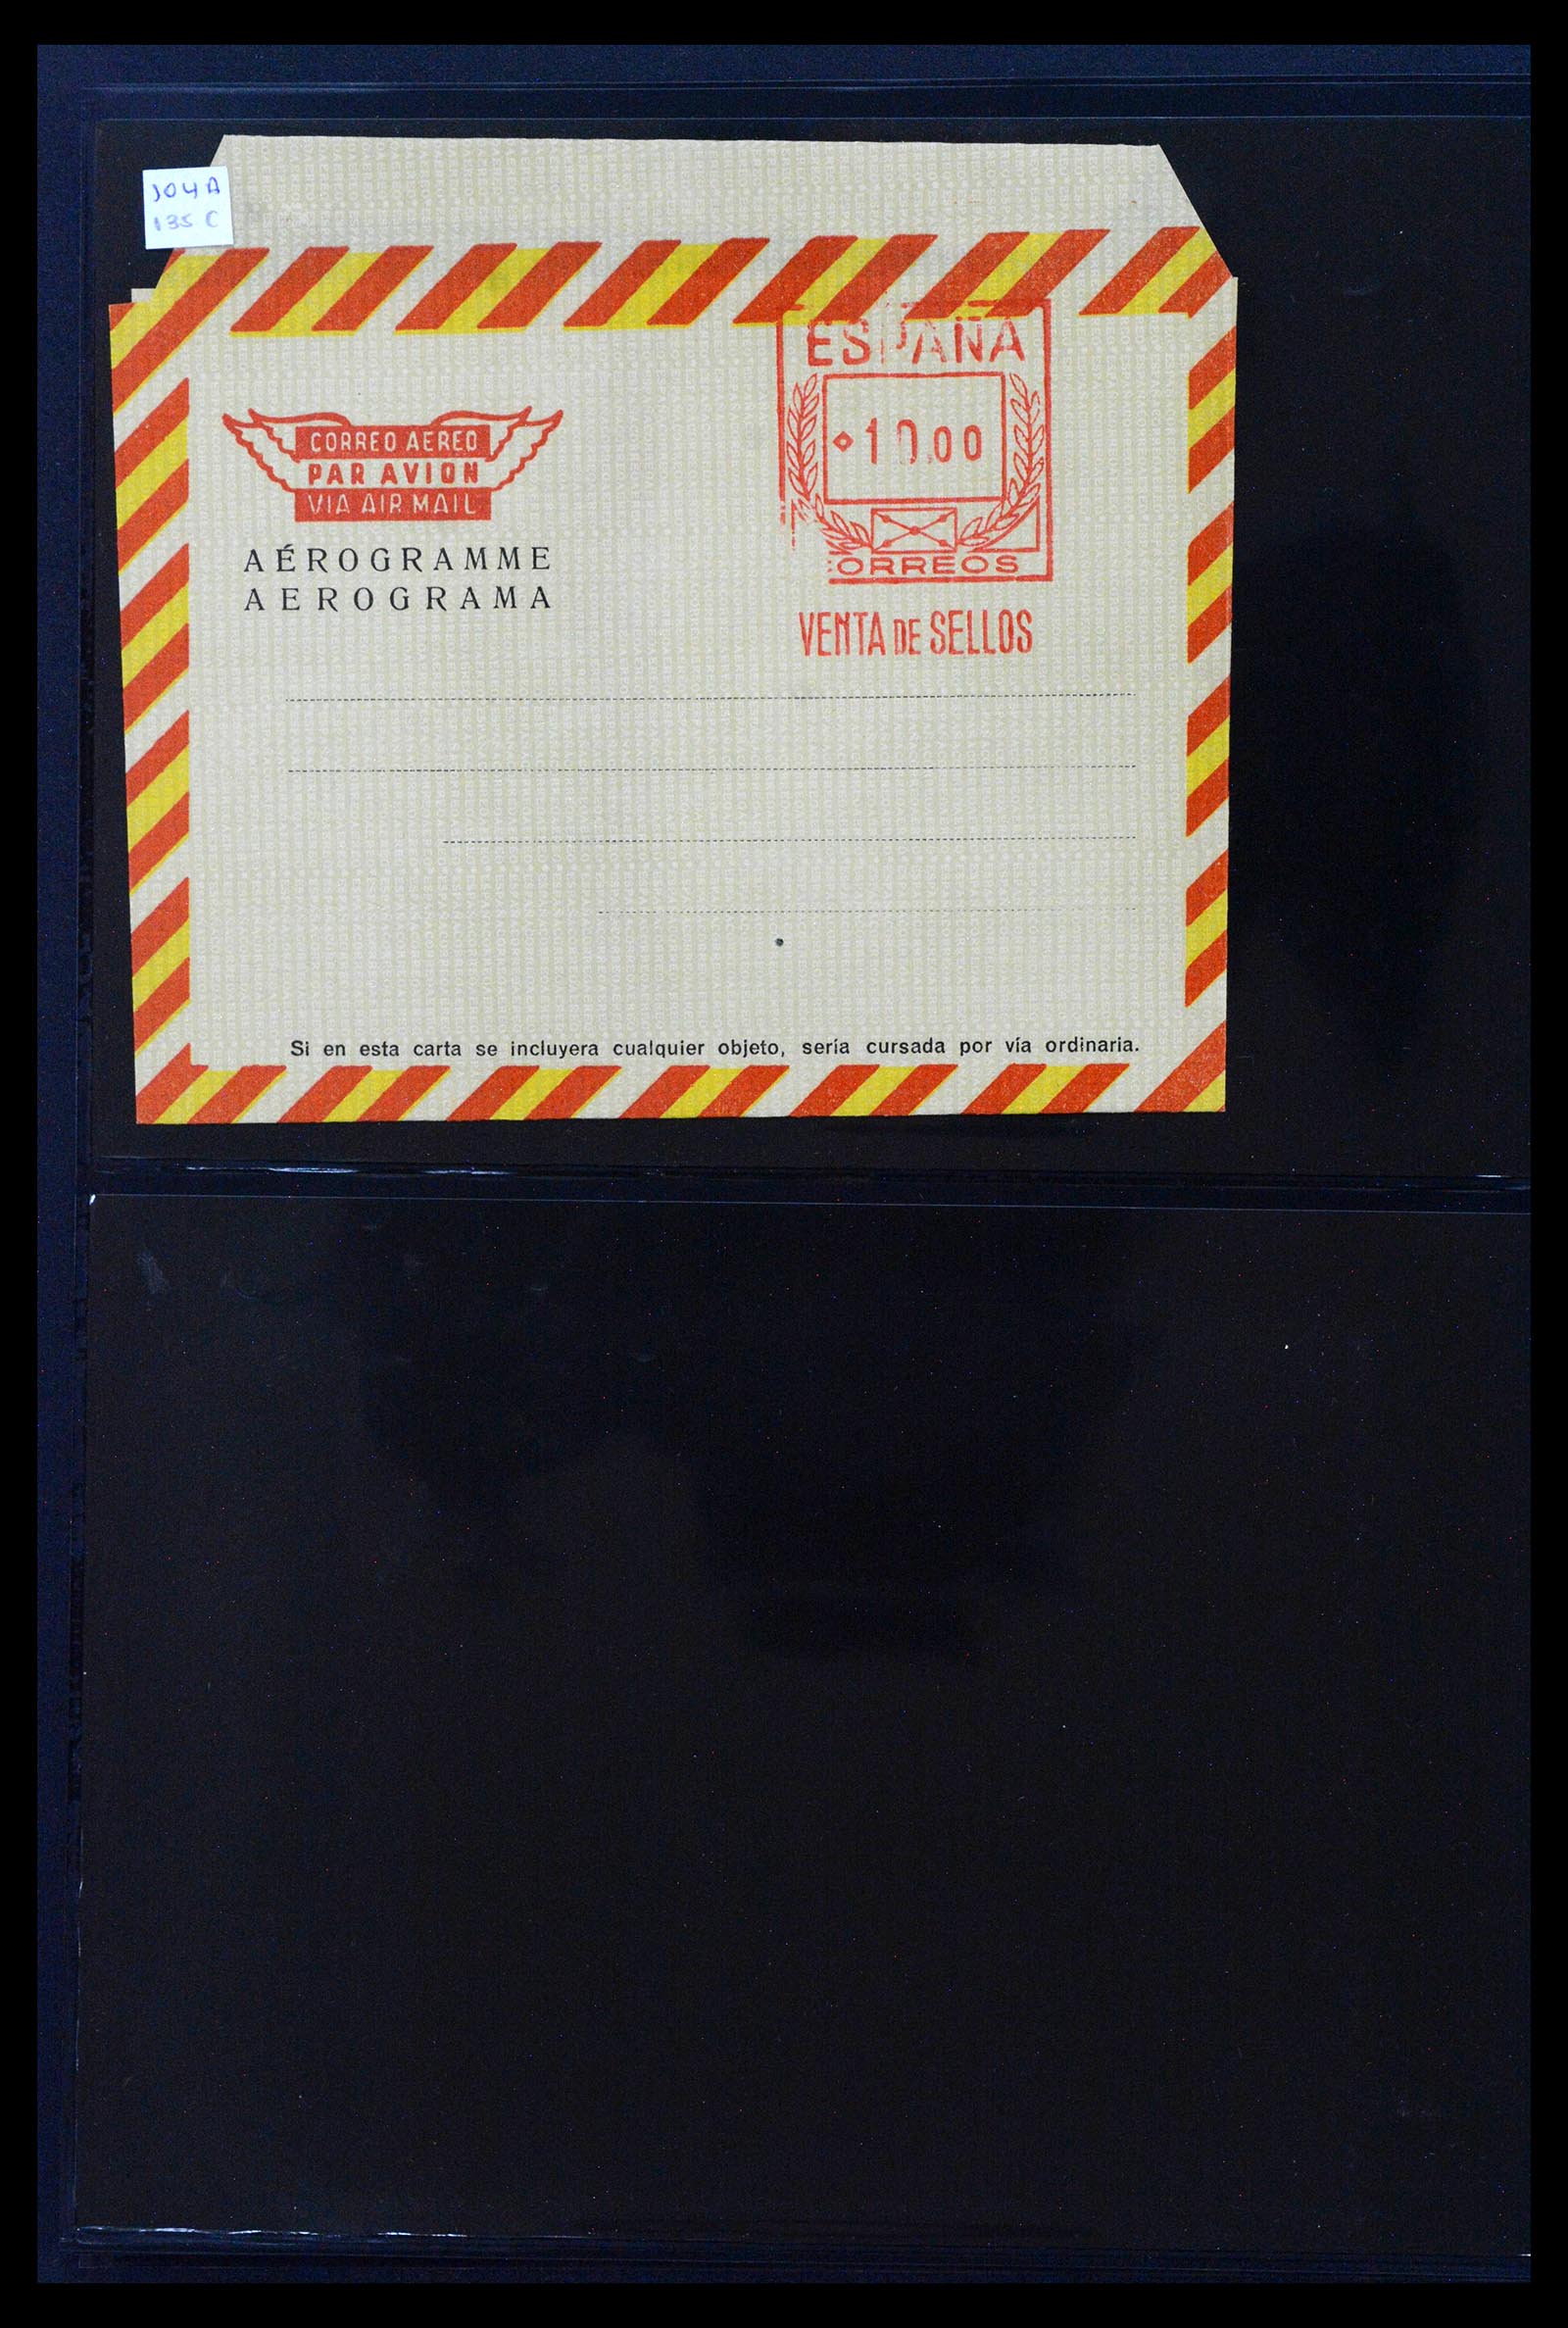 104A
135 C
ESPAÑA
10.00
CORREOS
VENTA DE SELLOS
CORREO AEREO
PAR AVION
VIA AIR MAIL
AÉROGRAMME
AEROGRAMA
Si en esta carta se incluyera cualquier objeto, sería cursada por vía ordinaria.